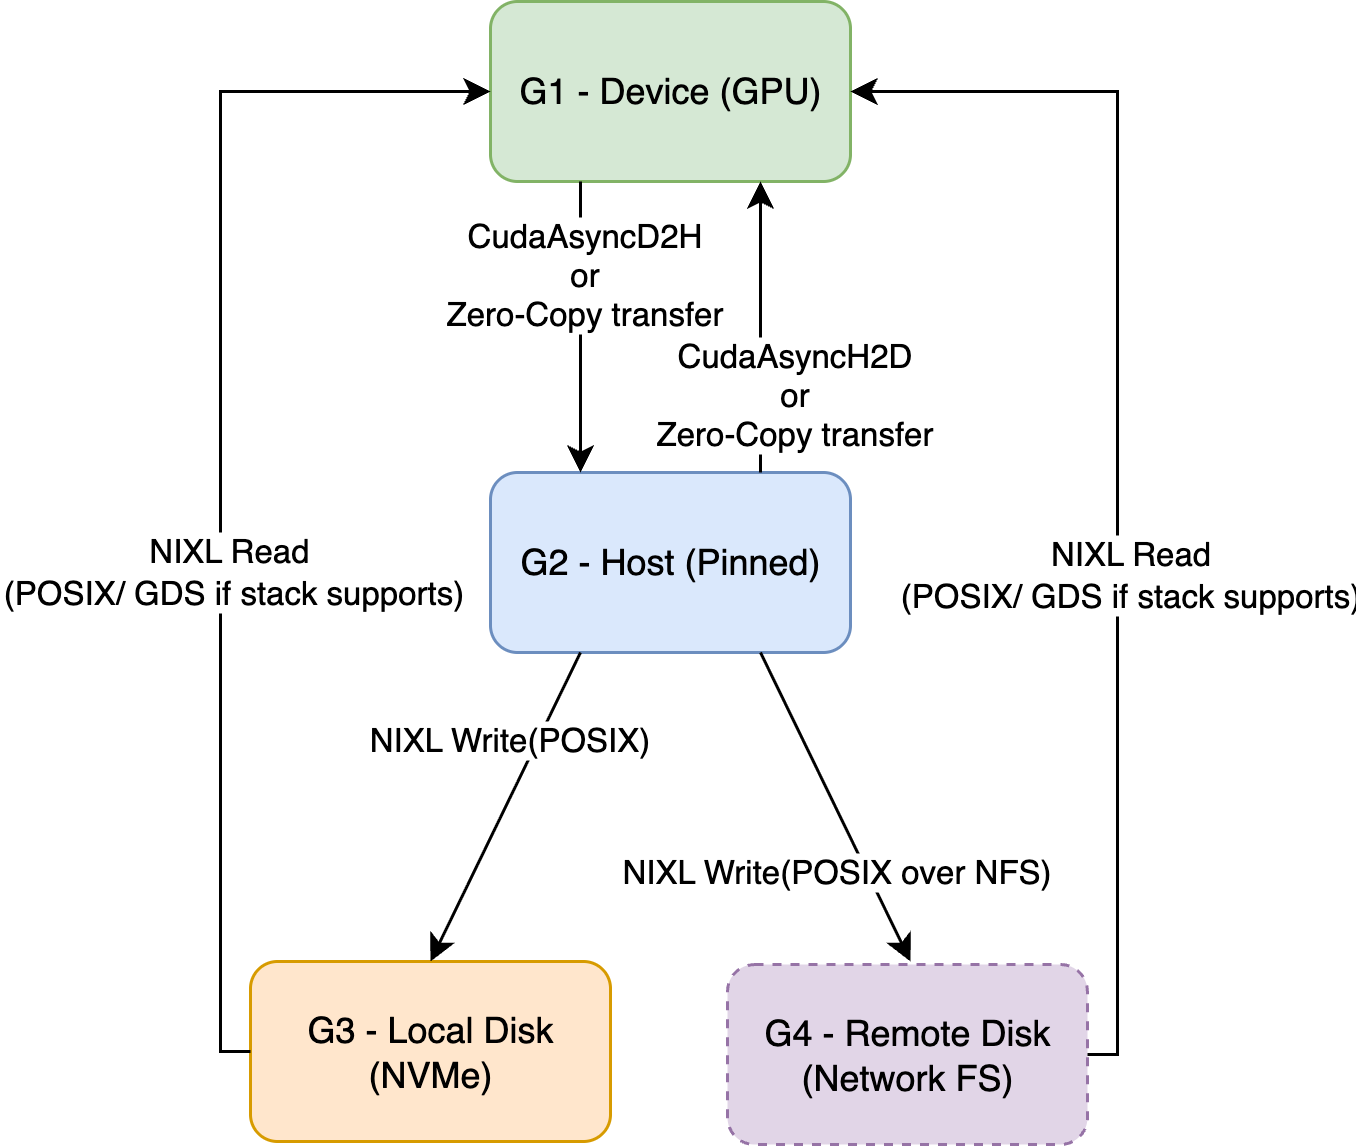 G1 - Device (GPU)
CudaAsyncD2H
or
Zero-Copy transfer
CudaAsyncH2D
or
Zero-Copy transfer
G2 - Host (Pinned)
NIXL Read
(POSIX/ GDS if stack supports)
NIXL Read
(POSIX/ GDS if stack supports)
NIXL Write(POSIX)
NIXL Write(POSIX over NFS)
G3 - Local Disk
(NVMe)
G4 - Remote Disk
(Network FS)